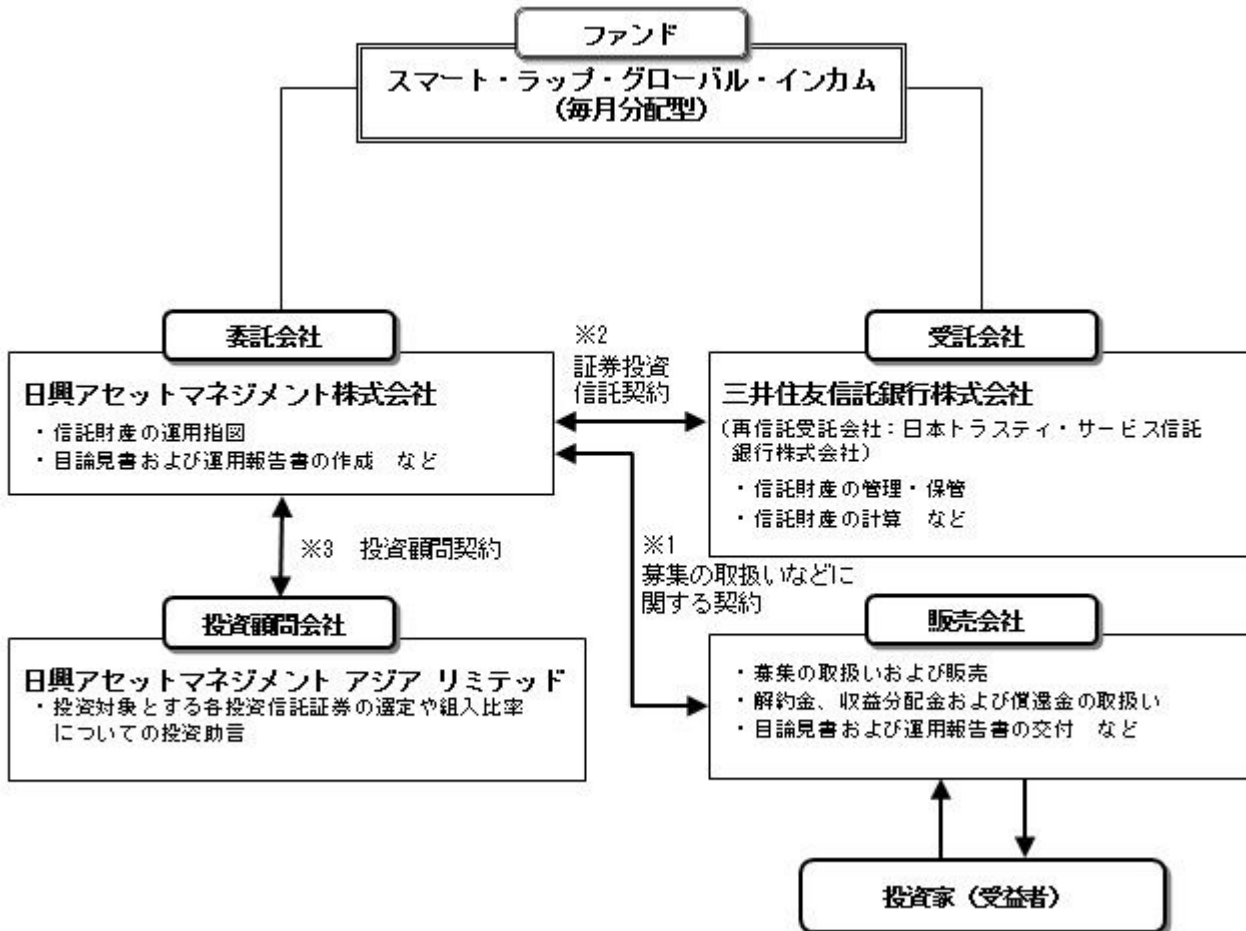 ファンド
スマート・ラップ・グローバル・インカム
（毎月分配型）
委託会社
日興アセットマネジメント株式会社
・信託財産の運用指図
・目論見書および運用報告書の作成　など
※2
証券投資
信託契約
受託会社
三井住友信託銀行株式会社
（再信託受託会社：日本トラスティ・サービス信託
銀行株式会社）
・信託財産の管理・保管
・信託財産の計算　など
※3　投資顧問契約
※1
募集の取扱いなどに
関する契約
投資顧問会社
日興アセットマネジメント アジア リミテッド
・投資対象とする各投資信託証券の選定や組入比率
についての投資助言
販売会社
・募集の取扱いおよび販売
・解約金、収益分配金および償還金の取扱い
・目論見書および運用報告書の交付　など
投資家（受益者）